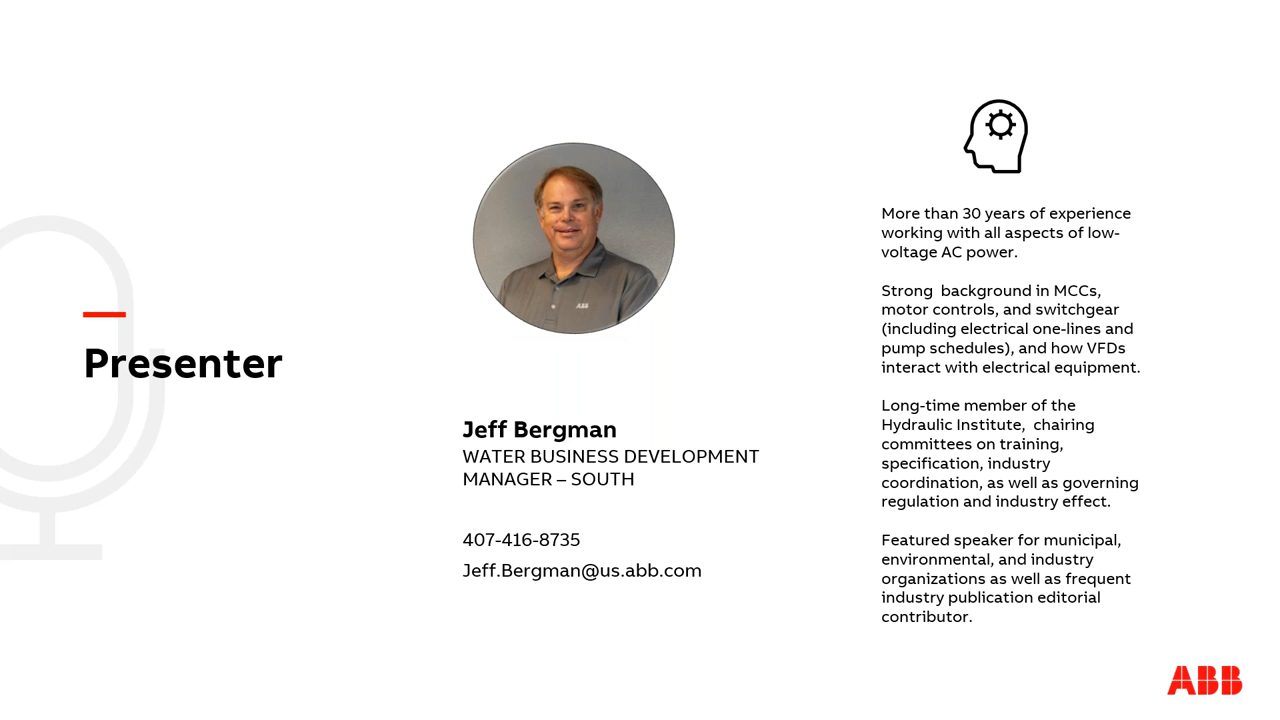 Presenter
ABB
Jeff Bergman
WATER BUSINESS DEVELOPMENT
MANAGER – SOUTH
407-416-8735
Jeff.Bergman@us.abb.com
More than 30 years of experience
working with all aspects of low-
voltage AC power.
Strong  background in MCCs,
motor controls, and switchgear
(including electrical one-lines and
pump schedules), and how VFDs
interact with electrical equipment.
Long-time member of the
Hydraulic Institute,  chairing
committees on training,
specification, industry
coordination, as well as governing
regulation and industry effect.
Featured speaker for municipal,
environmental, and industry
organizations as well as frequent
industry publication editorial
contributor.
ABB